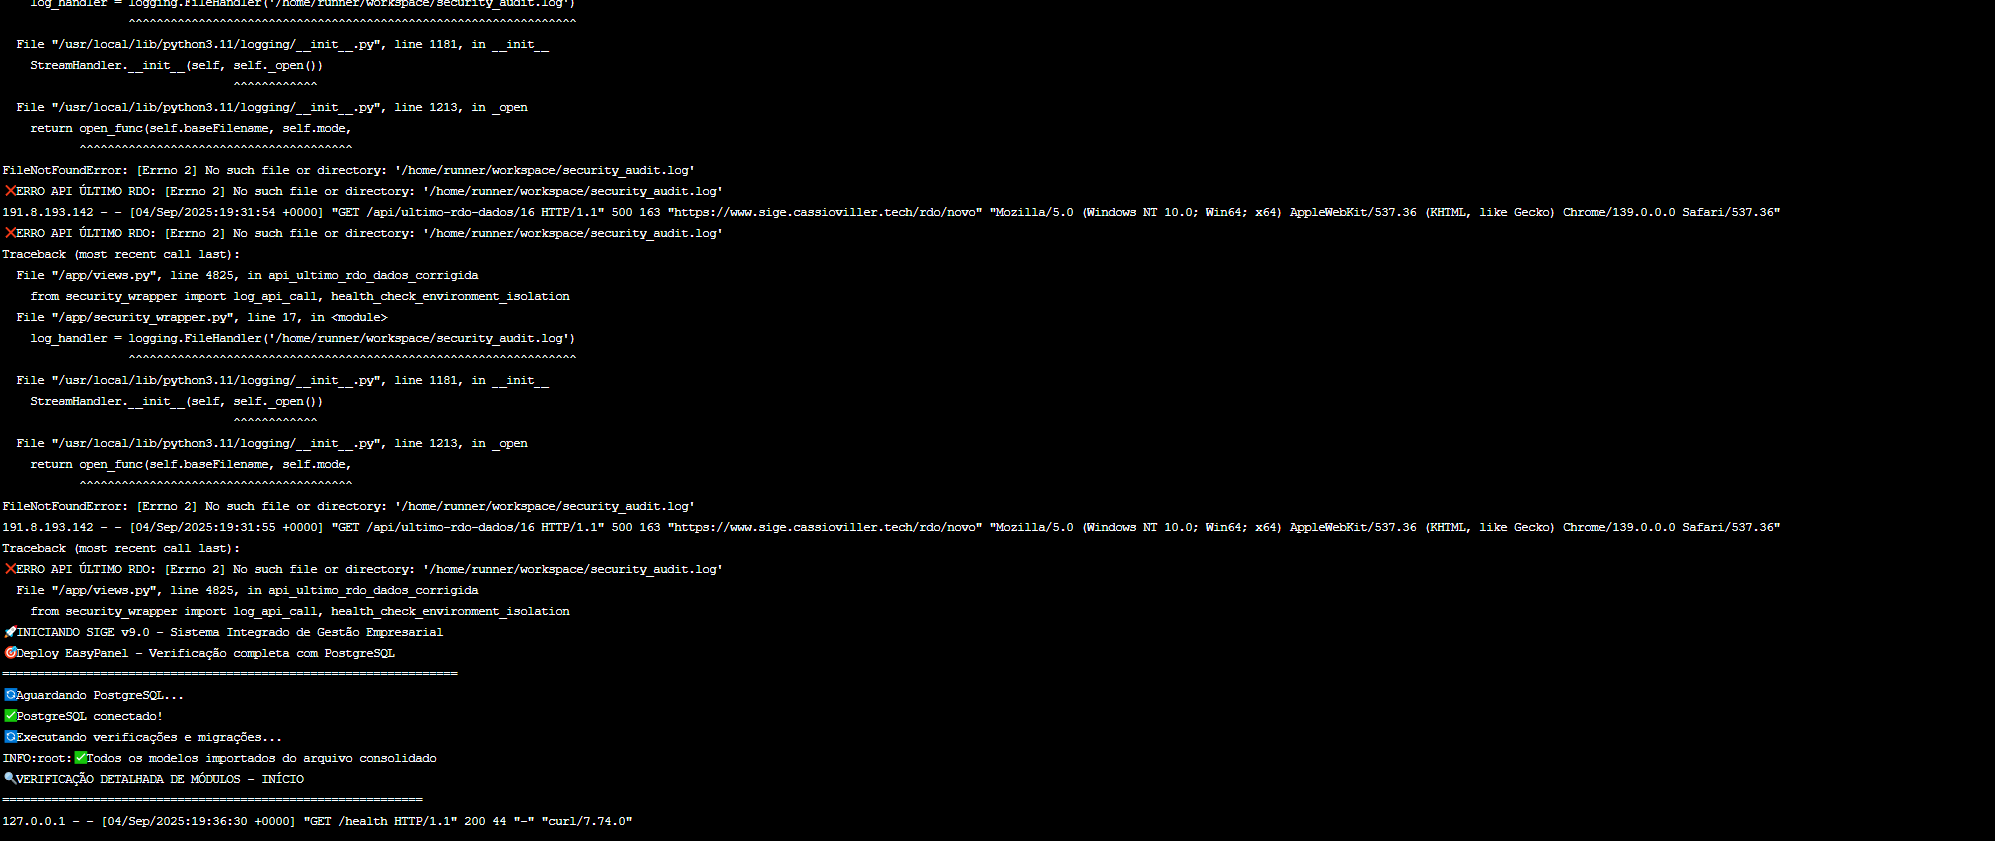 log_handler = logging.FileHandler('/home/runner/workspace/security_audit.log')
^^^^^^^^^^^^^^^^^^^^^^^^^^^^^^^^^^^^^^^^^^^^^^^^^^^^^^^^^^^^^^^^
File "/usr/local/lib/python3.11/logging/__init__.py", line 1181, in __init__
StreamHandler.__init__(self, self._open())
^^^^^^^^^^^^
File "/usr/local/lib/python3.11/logging/__init__.py", line 1213, in _open
return open_func(self.baseFilename, self.mode,
^^^^^^^^^^^^^^^^^^^^^^^^^^^^^^^^^^^^^^^
FileNotFoundError: [Errno 2] No such file or directory: '/home/runner/workspace/security_audit.log'
❌ERRO API ÚLTIMO RDO: [Errno 2] No such file or directory: '/home/runner/workspace/security_audit.log'
191.8.193.142 - - [04/Sep/2025:19:31:54 +0000] "GET /api/ultimo-rdo-dados/16 HTTP/1.1" 500 163 "https://www.sige.cassioviller.tech/rdo/novo" "Mozilla/5.0 (Windows NT 10.0; Win64; x64) AppleWebKit/537.36 (KHTML, like Gecko) Chrome/139.0.0.0 Safari/537.36"
❌ERRO API ÚLTIMO RDO: [Errno 2] No such file or directory: '/home/runner/workspace/security_audit.log'
Traceback (most recent call last):
File "/app/views.py", line 4825, in api_ultimo_rdo_dados_corrigida
from security_wrapper import log_api_call, health_check_environment_isolation
File "/app/security_wrapper.py", line 17, in <module>
log_handler = logging.FileHandler('/home/runner/workspace/security_audit.log')
^^^^^^^^^^^^^^^^^^^^^^^^^^^^^^^^^^^^^^^^^^^^^^^^^^^^^^^^^^^^^^^^
File "/usr/local/lib/python3.11/logging/__init__.py", line 1181, in __init__
StreamHandler.__init__(self, self._open())
^^^^^^^^^^^^
File "/usr/local/lib/python3.11/logging/__init__.py", line 1213, in _open
return open_func(self.baseFilename, self.mode,
^^^^^^^^^^^^^^^^^^^^^^^^^^^^^^^^^^^^^^^
FileNotFoundError: [Errno 2] No such file or directory: '/home/runner/workspace/security_audit.log'
191.8.193.142 - - [04/Sep/2025:19:31:55 +0000] "GET /api/ultimo-rdo-dados/16 HTTP/1.1" 500 163 "https://www.sige.cassioviller.tech/rdo/novo" "Mozilla/5.0 (Windows NT 10.0; Win64; x64) AppleWebKit/537.36 (KHTML, like Gecko) Chrome/139.0.0.0 Safari/537.36"
Traceback (most recent call last):
❌ERRO API ÚLTIMO RDO: [Errno 2] No such file or directory: '/home/runner/workspace/security_audit.log'
File "/app/views.py", line 4825, in api_ultimo_rdo_dados_corrigida
from security_wrapper import log_api_call, health_check_environment_isolation
🚀INICIANDO SIGE v9.0 - Sistema Integrado de Gestão Empresarial
🎯Deploy EasyPanel - Verificação completa com PostgreSQL
=================================================================
🔄Aguardando PostgreSQL...
✅PostgreSQL conectado!
🔄Executando verificações e migrações...
INFO:root:✅Todos os modelos importados do arquivo consolidado
🔍VERIFICAÇÃO DETALHADA DE MÓDULOS - INÍCIO
============================================================
127.0.0.1 - - [04/Sep/2025:19:36:30 +0000] "GET /health HTTP/1.1" 200 44 "-" "curl/7.74.0"